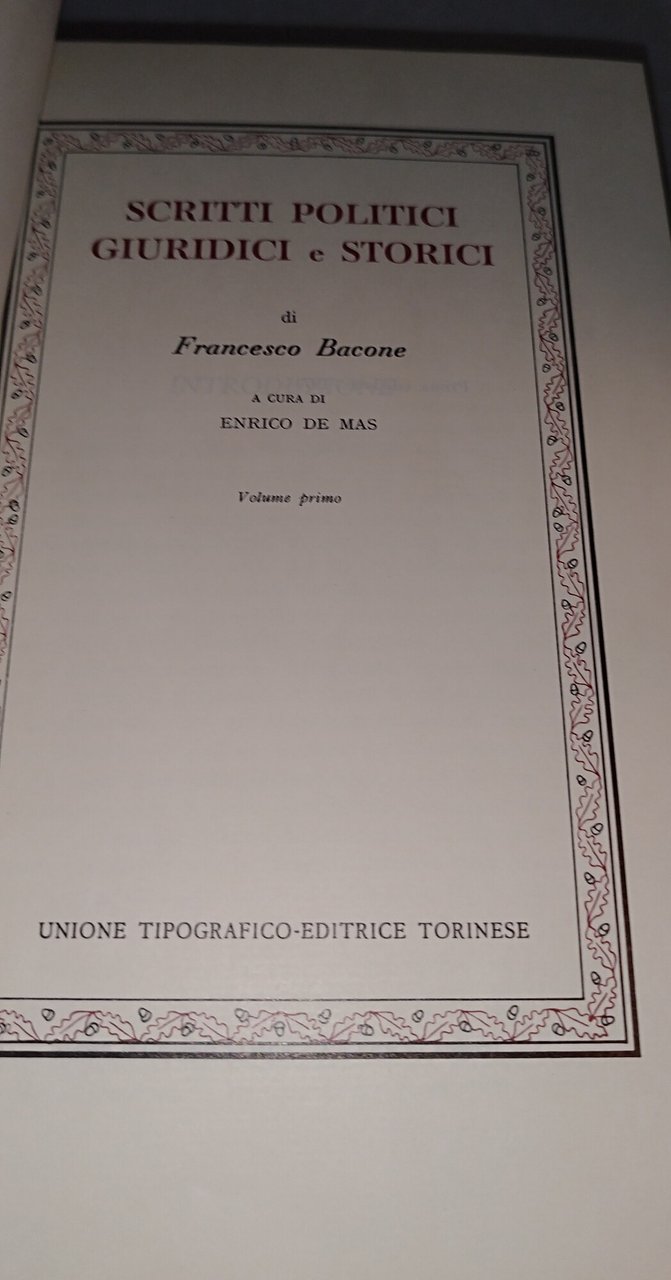 SCRITTI POLITICI
GIURIDICI e STORICI
di
Francesco Bacone
A CURA DI
ENRICO DE MAS
Volume primo
UNIONE TIPOGRAFICO-EDITRICE TORINESE